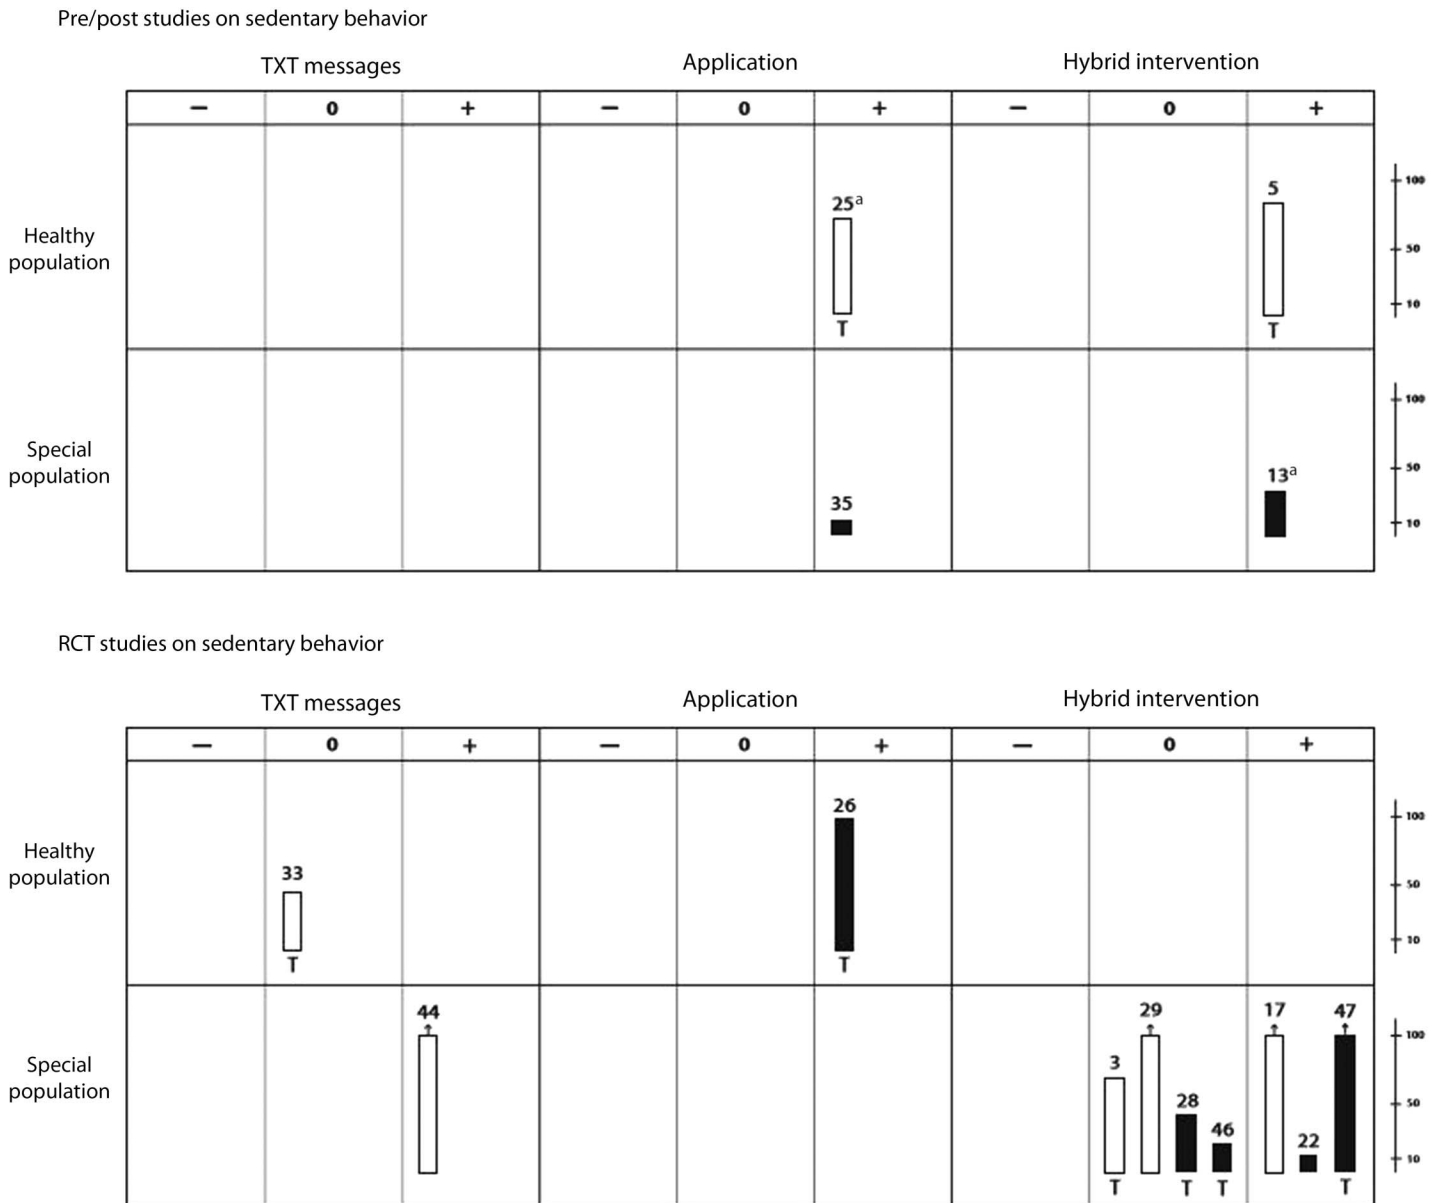 Pre/post studies on sedentary behavior
TXT messages Application Hybrid intervention
– 0 + – 0 + – 0 +
25a 5
100
50
10
Healthy
population
T T
100
50
10
Special
population
35 13a
RCT studies on sedentary behavior
TXT messages Application Hybrid intervention
– 0 + – 0 + – 0 +
33 26
100
50
10
Healthy
population
T T
44 3 29 28 46 17 22 47
100
50
10
Special
population
T T T T